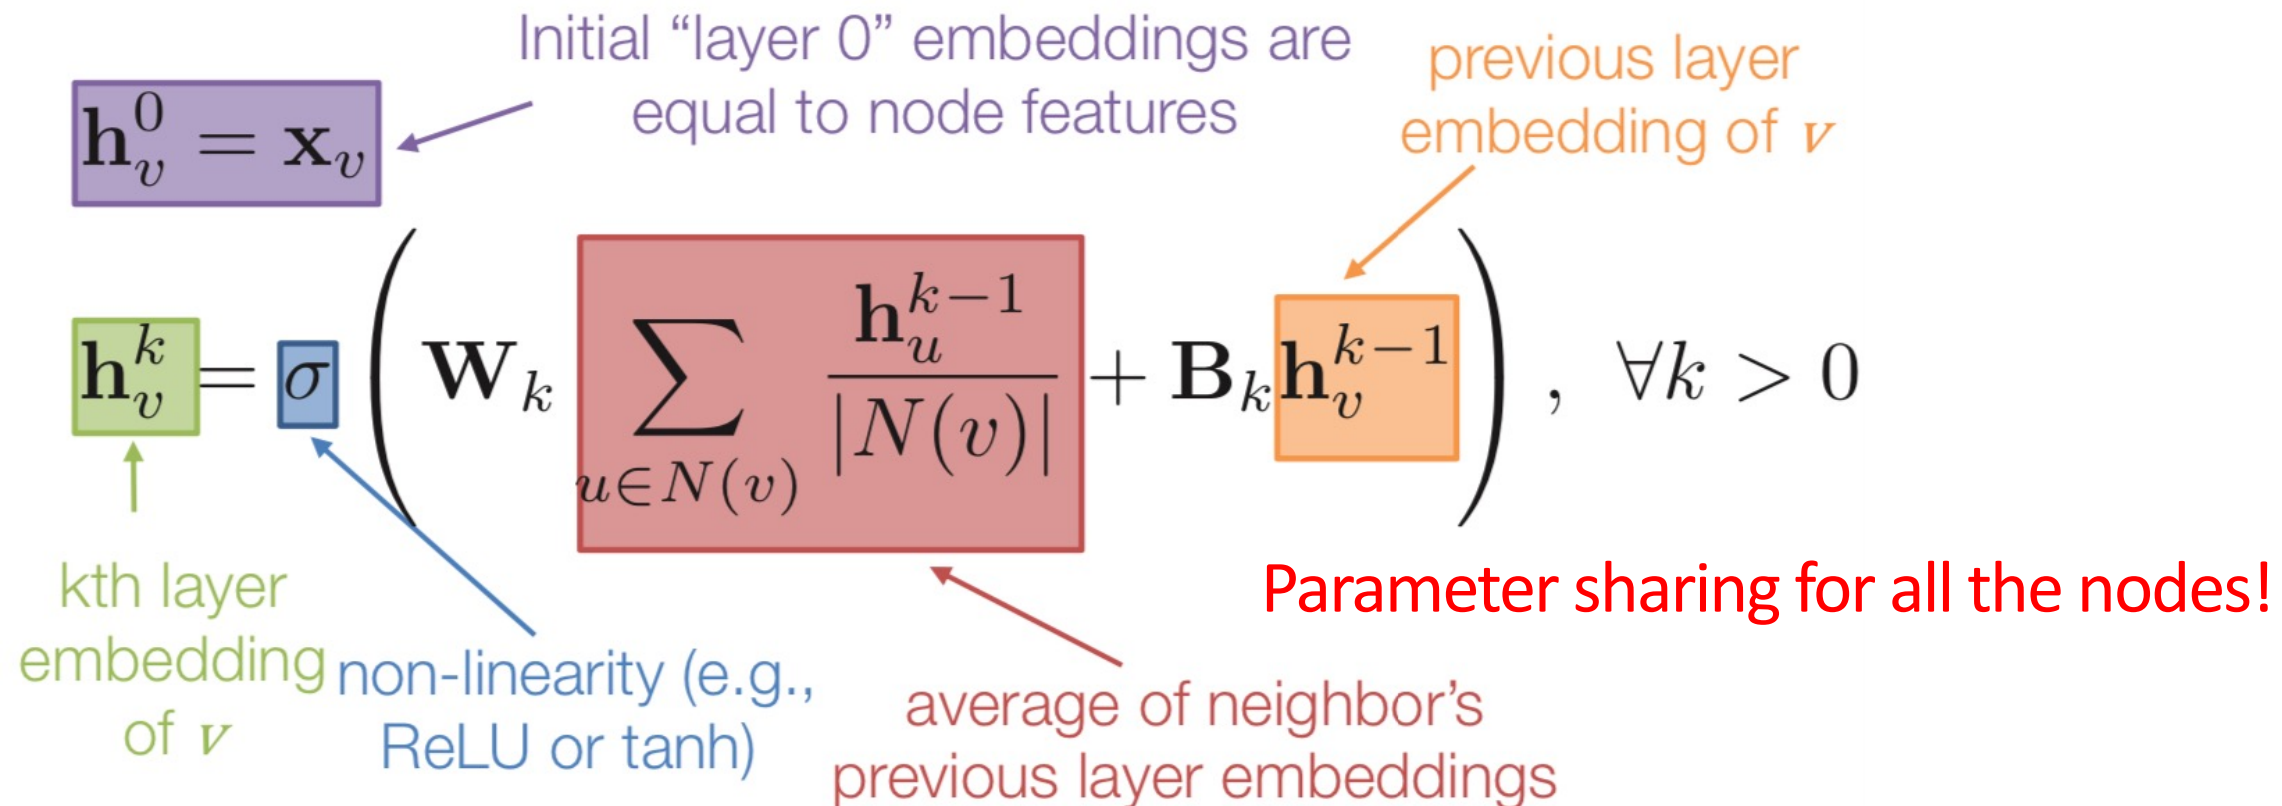 Initial “layer 0” embeddings are
equal to node features
previous layer
embedding of v
h_v^0 = x_v
h_v^k = σ ( W_k ∑_{u∈N(v)} h_u^{k−1} / |N(v)| + B_k h_v^{k−1} ) , ∀k > 0
Parameter sharing for all the nodes!
kth layer
embedding
of v
non-linearity (e.g.,
ReLU or tanh)
average of neighbor’s
previous layer embeddings